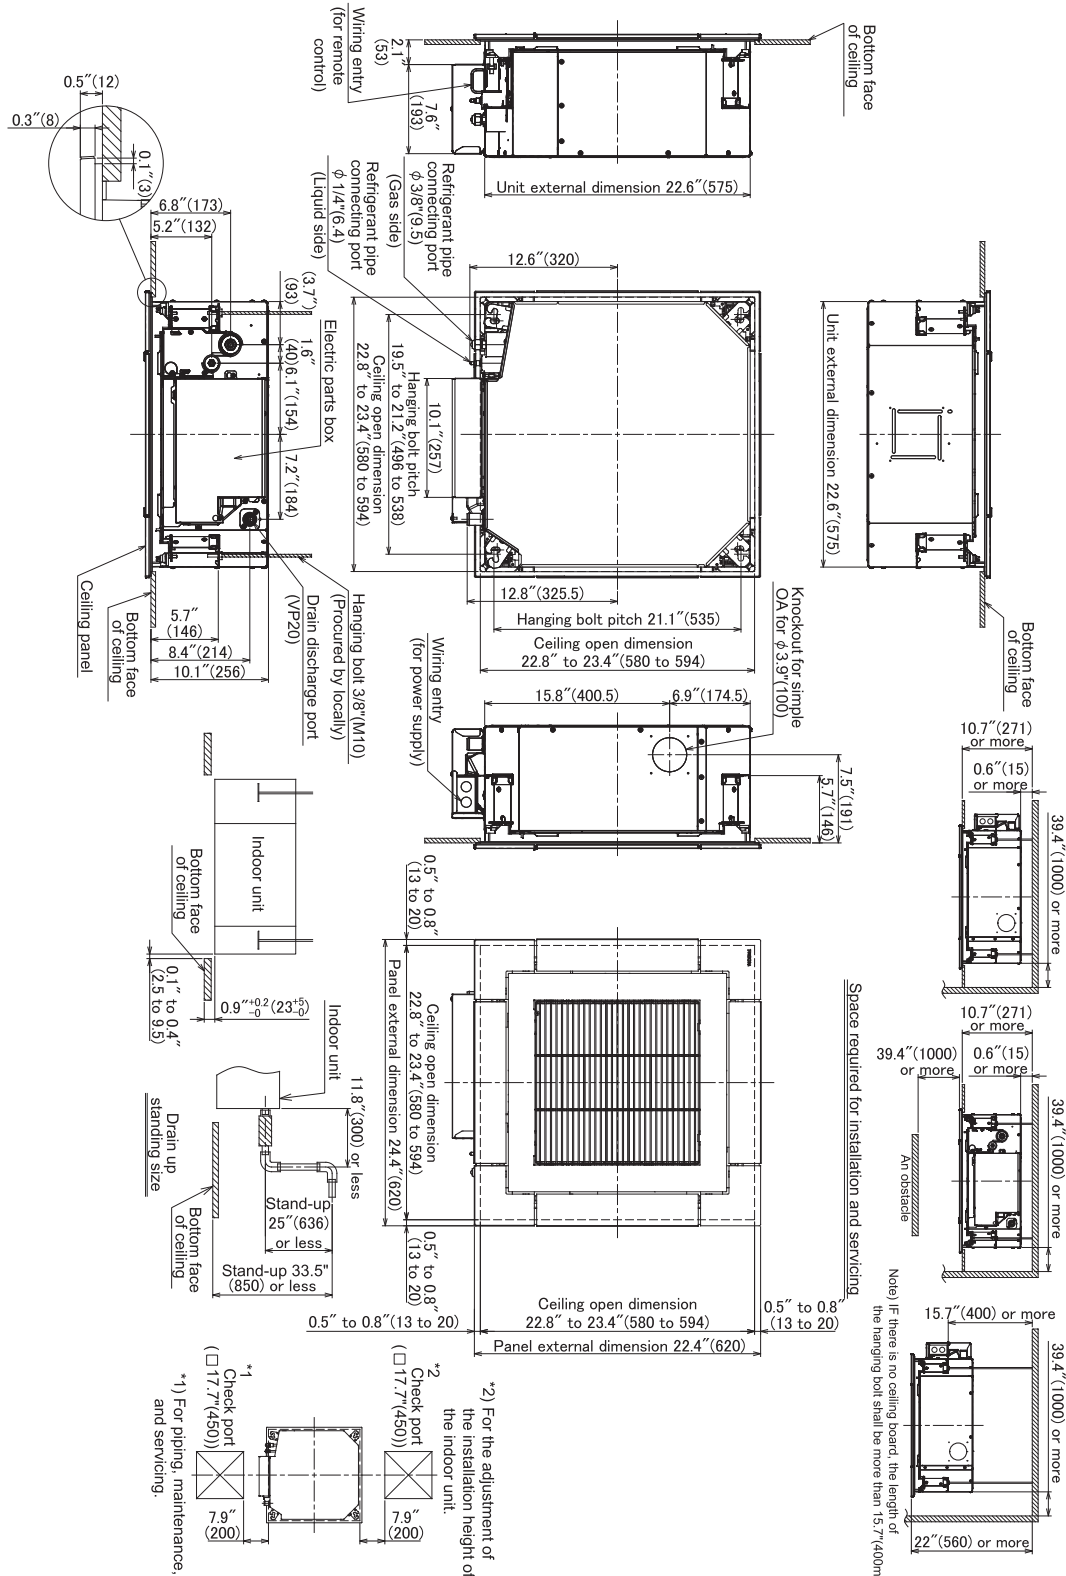 Bottom face
of ceiling
Wiring entry
(for remote
control)
2.1″
(53)
7.6″
(193)
Unit external dimension 22.6″(575)
0.5″(12)
0.3″(8)
0.1″(3)
6.8″(173)
5.2″(132)
Refrigerant pipe
connecting port
φ3/8″(9.5)
(Gas side)
Refrigerant pipe
connecting port
φ1/4″(6.4)
(Liquid side)
12.6″(320)
(3.7″
(93)
1.6″
(40)
6.1″(154)
7.2″(184)
Electric parts box
10.1″(257)
Hanging bolt pitch
19.5″ to 21.2″(496 to 538)
Ceiling open dimension
22.8″ to 23.4″(580 to 594)
Unit external dimension 22.6″(575)
12.8″(325.5)
Hanging bolt pitch 21.1″(535)
Ceiling open dimension
22.8″ to 23.4″(580 to 594)
Bottom face
of ceiling
Knockout for simple
OA for φ3.9″(100)
Hanging bolt 3/8″(M10)
(Procured by locally)
Drain discharge port
(VP20)
Bottom face
of ceiling
Ceiling panel
5.7″
(146)
8.4″(214)
10.1″(256)
Wiring entry
(for power supply)
15.8″(400.5)
6.9″(174.5)
7.5″(191)
5.7″(146)
10.7″(271)
or more
0.6″(15)
or more
39.4″(1000) or more
Indoor unit
Bottom face
of ceiling
0.1″ to 0.4″
(2.5 to 9.5)
0.9″+0.2 -0 (23+5 -0)
0.5″ to 0.8″
(13 to 20)
Ceiling open dimension
22.8″ to 23.4″(580 to 594)
Panel external dimension 24.4″(620)
0.5″ to 0.8″
(13 to 20)
Space required for installation and servicing
10.7″(271)
or more
0.6″(15)
or more
39.4″(1000)
or more
39.4″(1000) or more
An obstacle
Indoor unit
11.8″(300) or less
Drain up
standing size
Stand-up
25″(636)
or less
Stand-up 33.5″
(850) or less
Bottom face
of ceiling
Ceiling open dimension
22.8″ to 23.4″(580 to 594)
0.5″ to 0.8″
(13 to 20)
0.5″ to 0.8″(13 to 20)
Panel external dimension 22.4″(620)
Note) IF there is no ceiling board, the length of
the hanging bolt shall be more than 15.7″(400m
15.7″(400) or more
39.4″(1000) or more
22″(560) or more
*1
Check port
(□17.7″(450))
*2
Check port
(□17.7″(450))
7.9″
(200)
7.9″
(200)
*1) For piping, maintenance,
and servicing.
*2) For the adjustment of
the installation height of
the indoor unit.